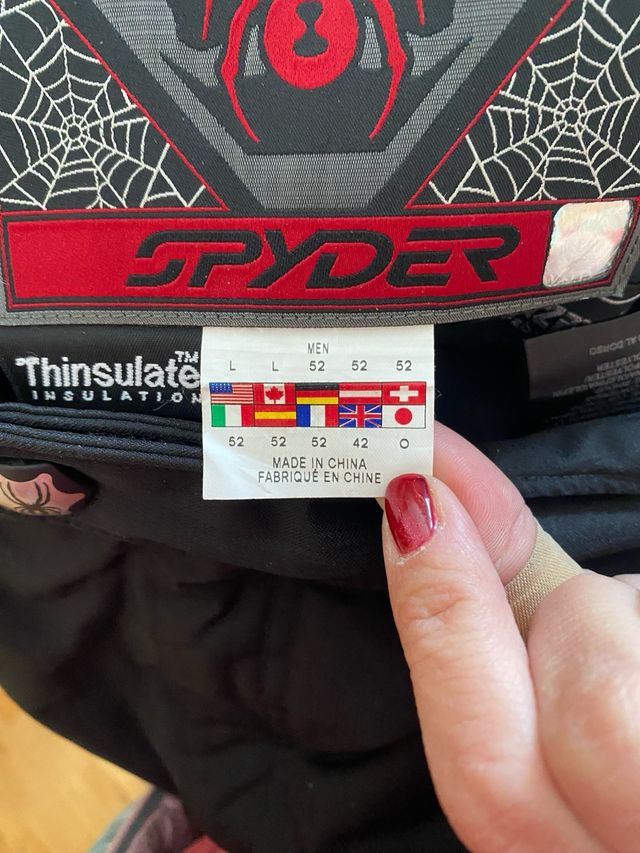 SPYDER
Thinsulate™
INSULATION
MEN
L L 52 52 52
52 52 52 42 O
MADE IN CHINA
FABRIQUÉ EN CHINE